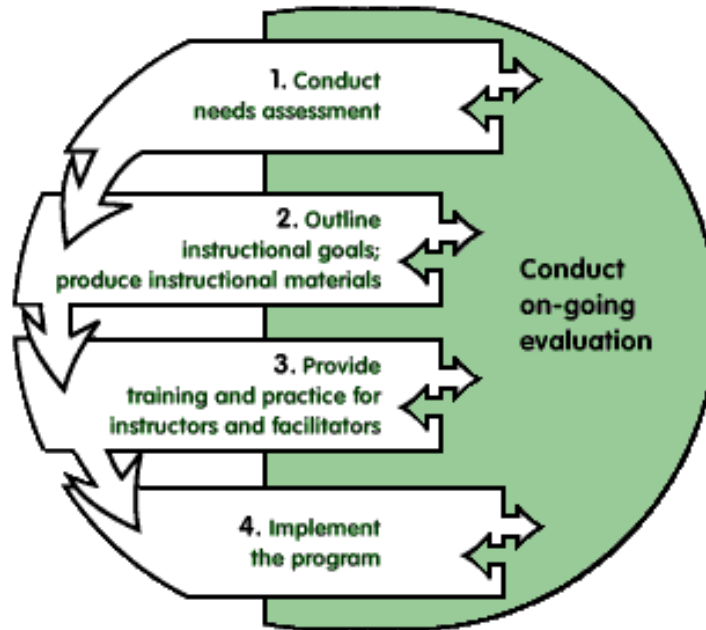 1. Conduct
needs assessment
2. Outline
instructional goals;
produce instructional materials
3. Provide
training and practice for
instructors and facilitators
4. Implement
the program
Conduct
on-going
evaluation